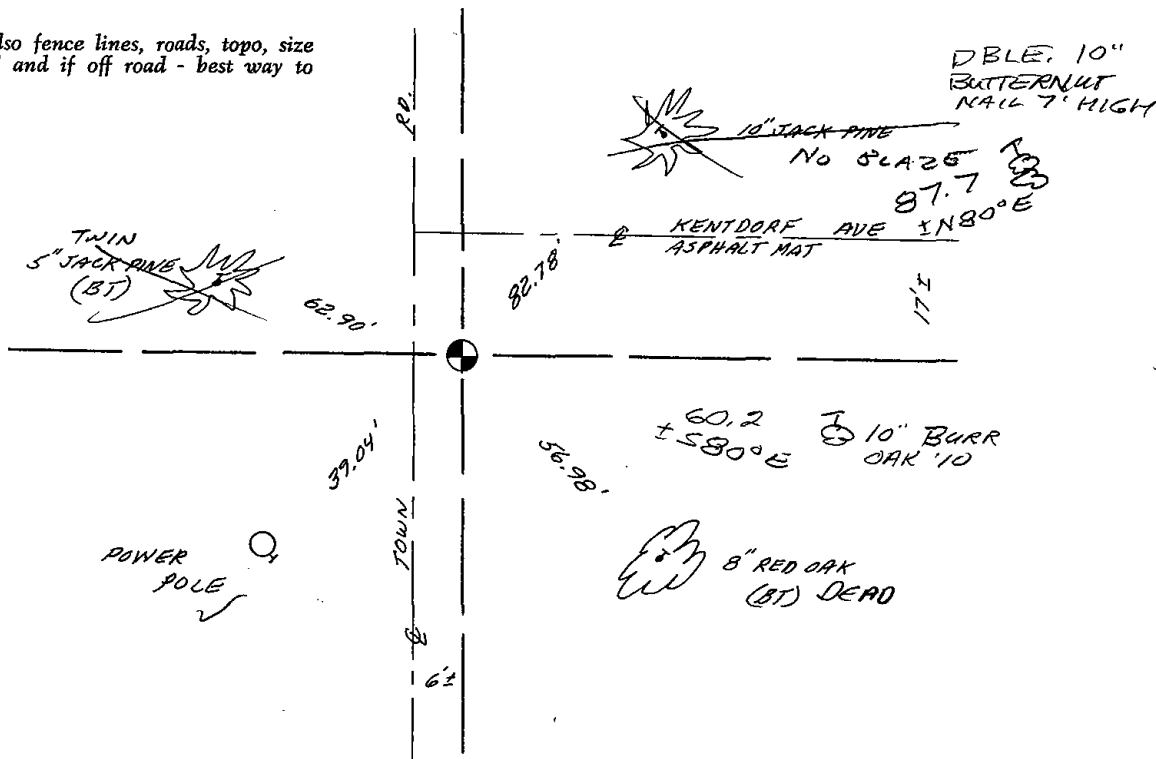 lso fence lines, roads, topo, size
and if off road - best way to
RD.
DBLE. 10"
BUTTERNUT
NAIL 7' HIGH
10" JACK PINE
NO BLAZE
87.7
±N80°E
KENTDORF AVE
ASPHALT MAT
TWIN
5" JACK PINE
(BT)
62.90'
82.78'
17'±
39.04'
56.98'
60.2
±S80°E
10" BURR
OAK '10
TOWN
POWER
POLE
8" RED OAK
(BT) DEAD
6'±